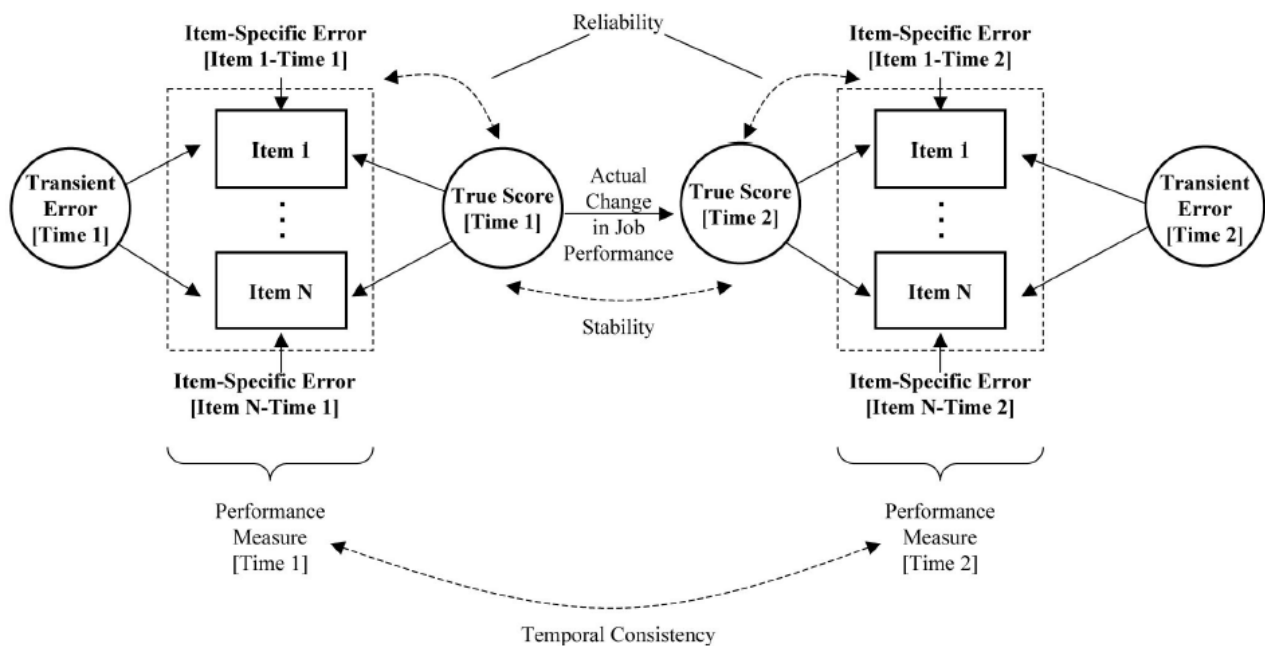 Reliability
Item-Specific Error
[Item 1-Time 1]
Item 1
Transient
Error
[Time 1]
True Score
[Time 1]
Item N
Item-Specific Error
[Item N-Time 1]
Actual
Change
in Job
Performance
Stability
Item-Specific Error
[Item 1-Time 2]
True Score
[Time 2]
Item 1
Item N
Transient
Error
[Time 2]
Item-Specific Error
[Item N-Time 2]
Performance
Measure
[Time 1]
Performance
Measure
[Time 2]
Temporal Consistency